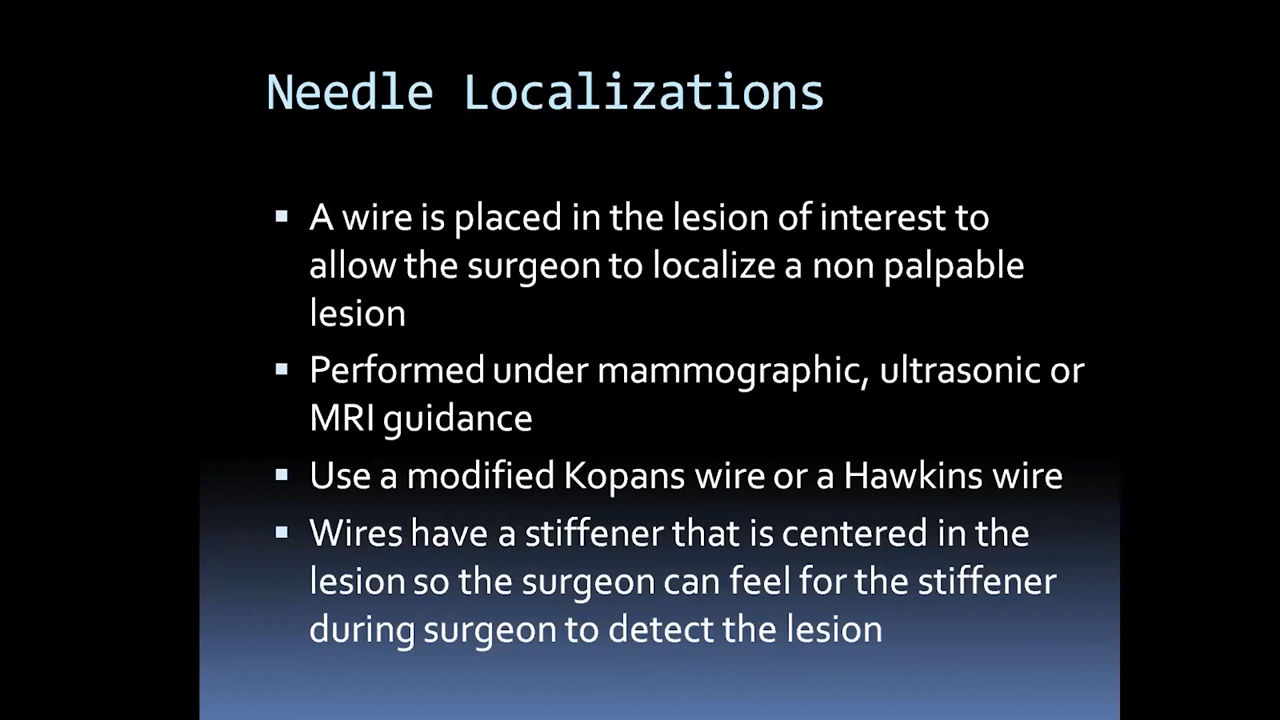 Needle Localizations
▪ A wire is placed in the lesion of interest to
allow the surgeon to localize a non palpable
lesion
▪ Performed under mammographic, ultrasonic or
MRI guidance
▪ Use a modified Kopans wire or a Hawkins wire
▪ Wires have a stiffener that is centered in the
lesion so the surgeon can feel for the stiffener
during surgeon to detect the lesion